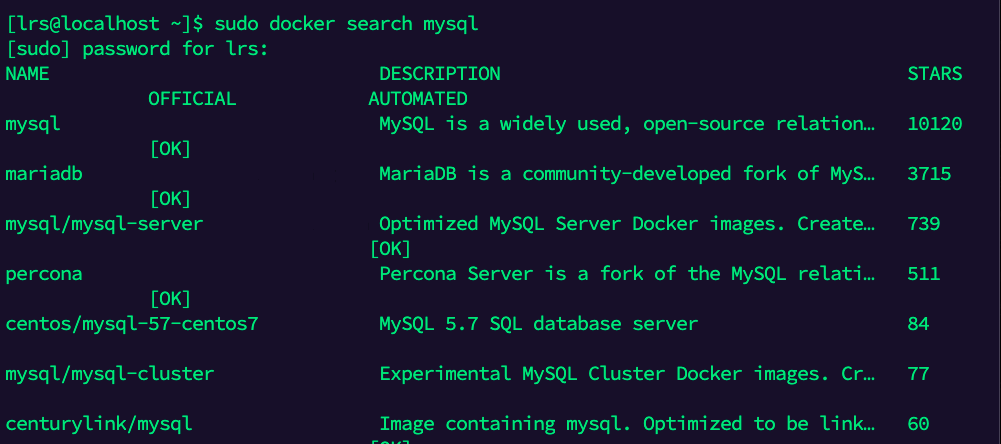 [lrs@localhost ~]$ sudo docker search mysql
[sudo] password for lrs:
NAME DESCRIPTION STARS
OFFICIAL AUTOMATED
mysql MySQL is a widely used, open-source relation… 10120
[OK]
mariadb MariaDB is a community-developed fork of MyS… 3715
[OK]
mysql/mysql-server Optimized MySQL Server Docker images. Create… 739
[OK]
percona Percona Server is a fork of the MySQL relati… 511
[OK]
centos/mysql-57-centos7 MySQL 5.7 SQL database server 84
mysql/mysql-cluster Experimental MySQL Cluster Docker images. Cr… 77
centurylink/mysql Image containing mysql. Optimized to be link… 60
[OK]